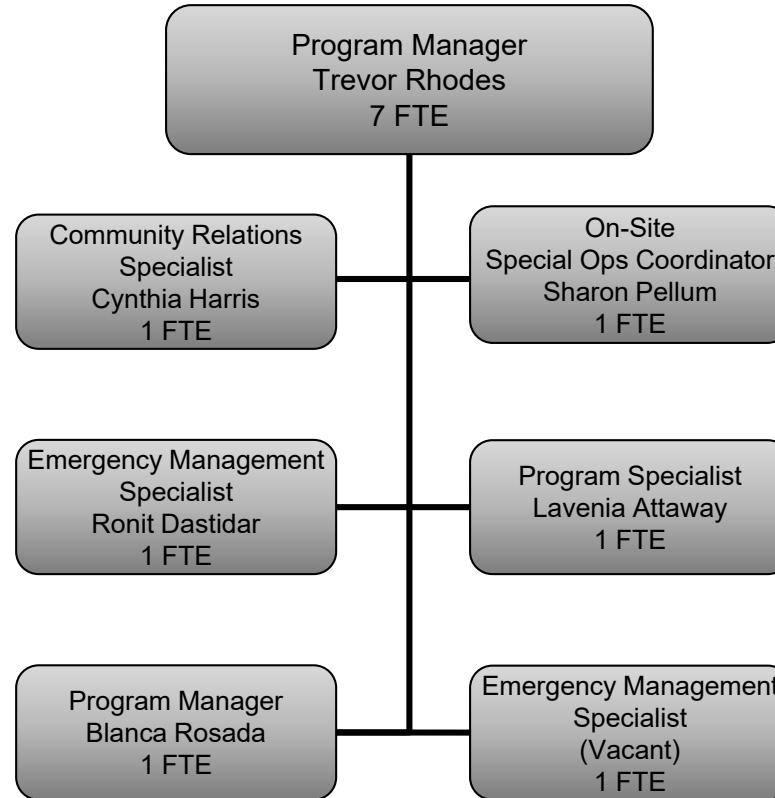 Program Manager
Trevor Rhodes
7 FTE
Community Relations
Specialist
Cynthia Harris
1 FTE
On-Site
Special Ops Coordinator
Sharon Pellum
1 FTE
Emergency Management
Specialist
Ronit Dastidar
1 FTE
Program Specialist
Lavenia Attaway
1 FTE
Program Manager
Blanca Rosada
1 FTE
Emergency Management
Specialist
(Vacant)
1 FTE